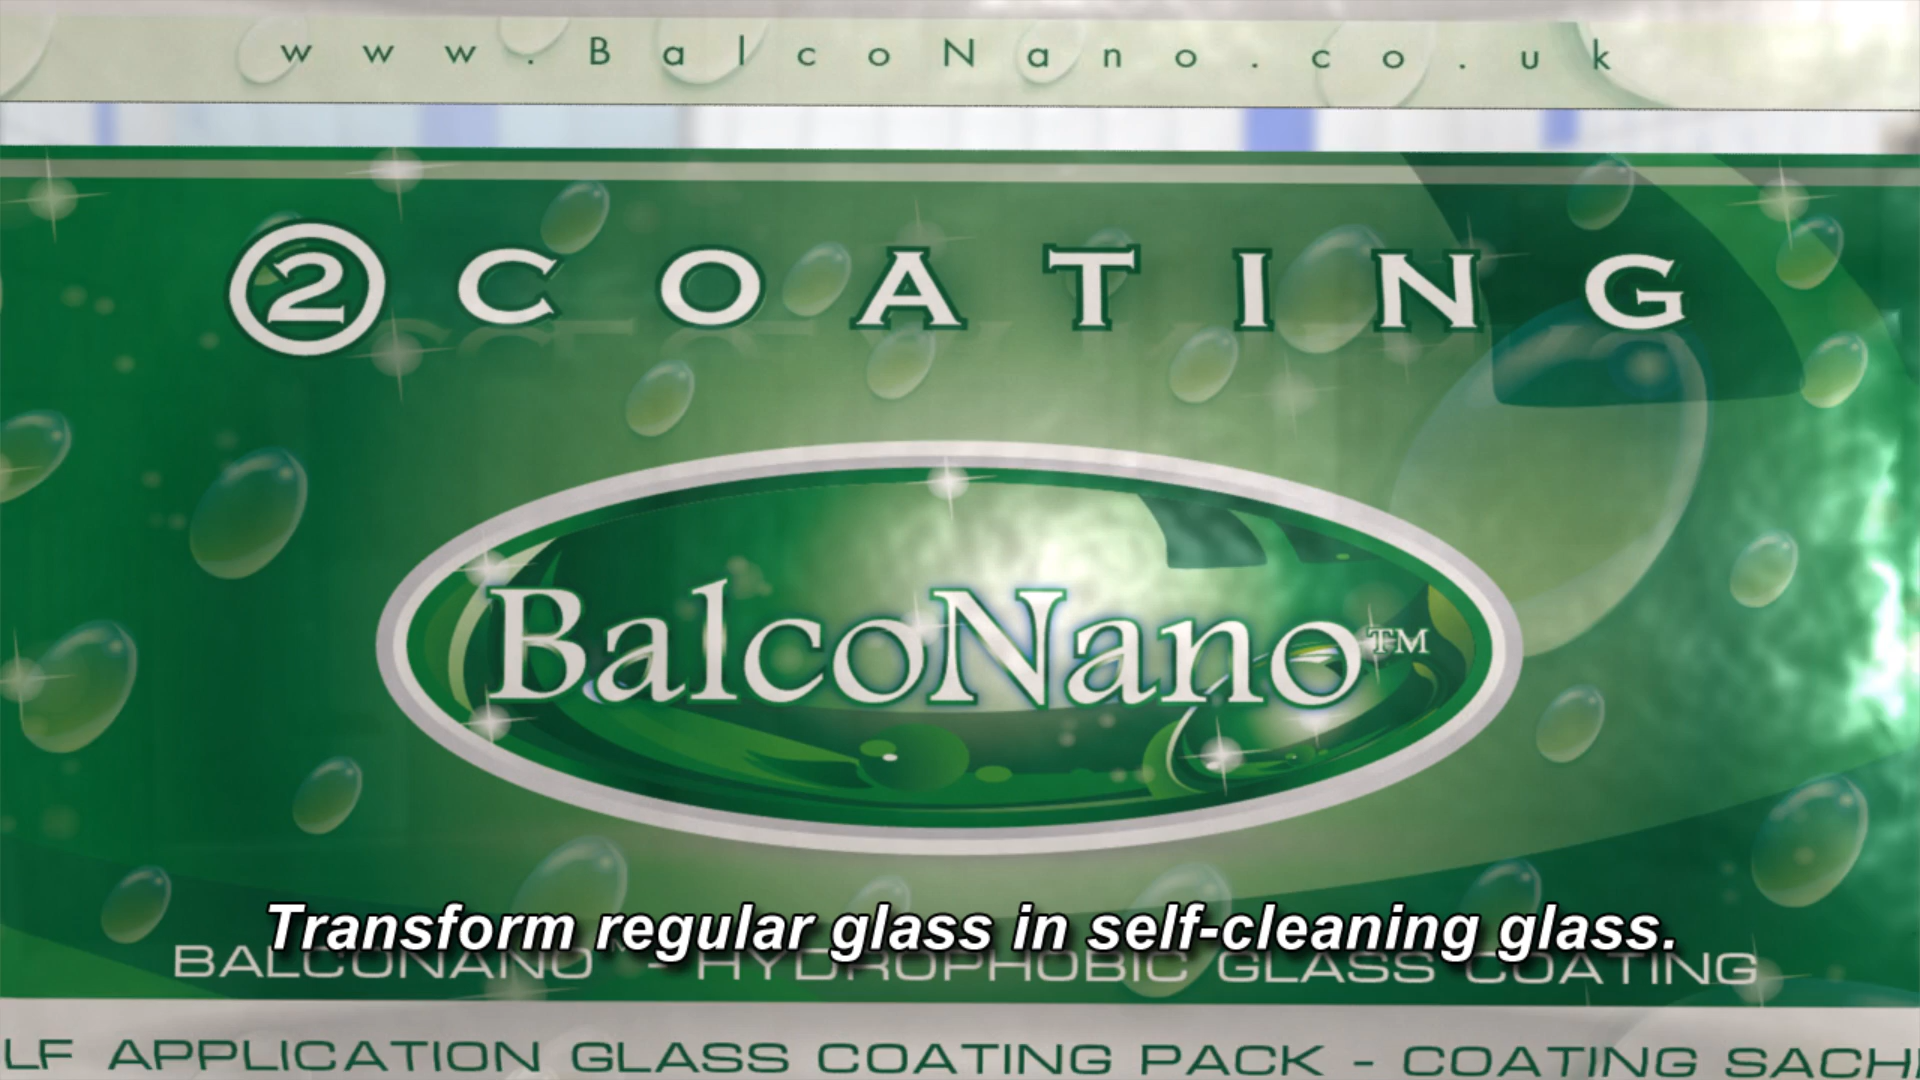 www.BalcoNano.co.uk
2 COATING
BalcoNano™
Transform regular glass in self-cleaning glass.
BALCONANO™ - HYDROPHOBIC GLASS COATING
LF APPLICATION GLASS COATING PACK - COATING SACH